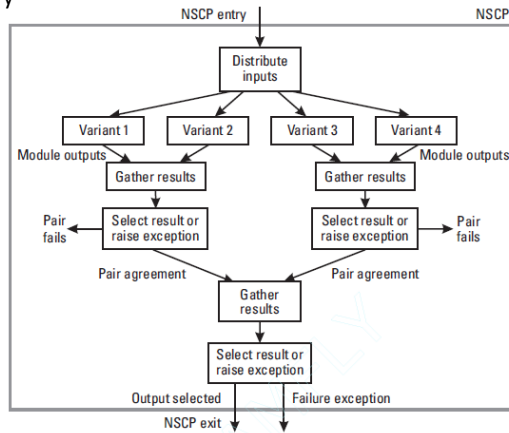 y
NSCP entry
NSCP
Distribute
inputs
Variant 1
Variant 2
Variant 3
Variant 4
Module outputs
Module outputs
Gather results
Gather results
Pair
fails
Select result or
raise exception
Select result or
raise exception
Pair
fails
Pair agreement
Pair agreement
Gather
results
Select result or
raise exception
Output selected
Failure exception
NSCP exit